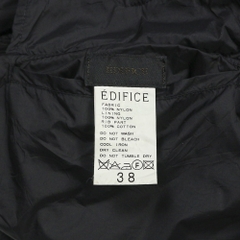 ÉDIFICE
FABRIC
100% NYLON
LINING
100% NYLON
RIB PART
100% COTTON
DO NOT WASH
DO NOT BLEACH
COOL IRON
DRY CLEAN
DO NOT TUMBLE DRY
38